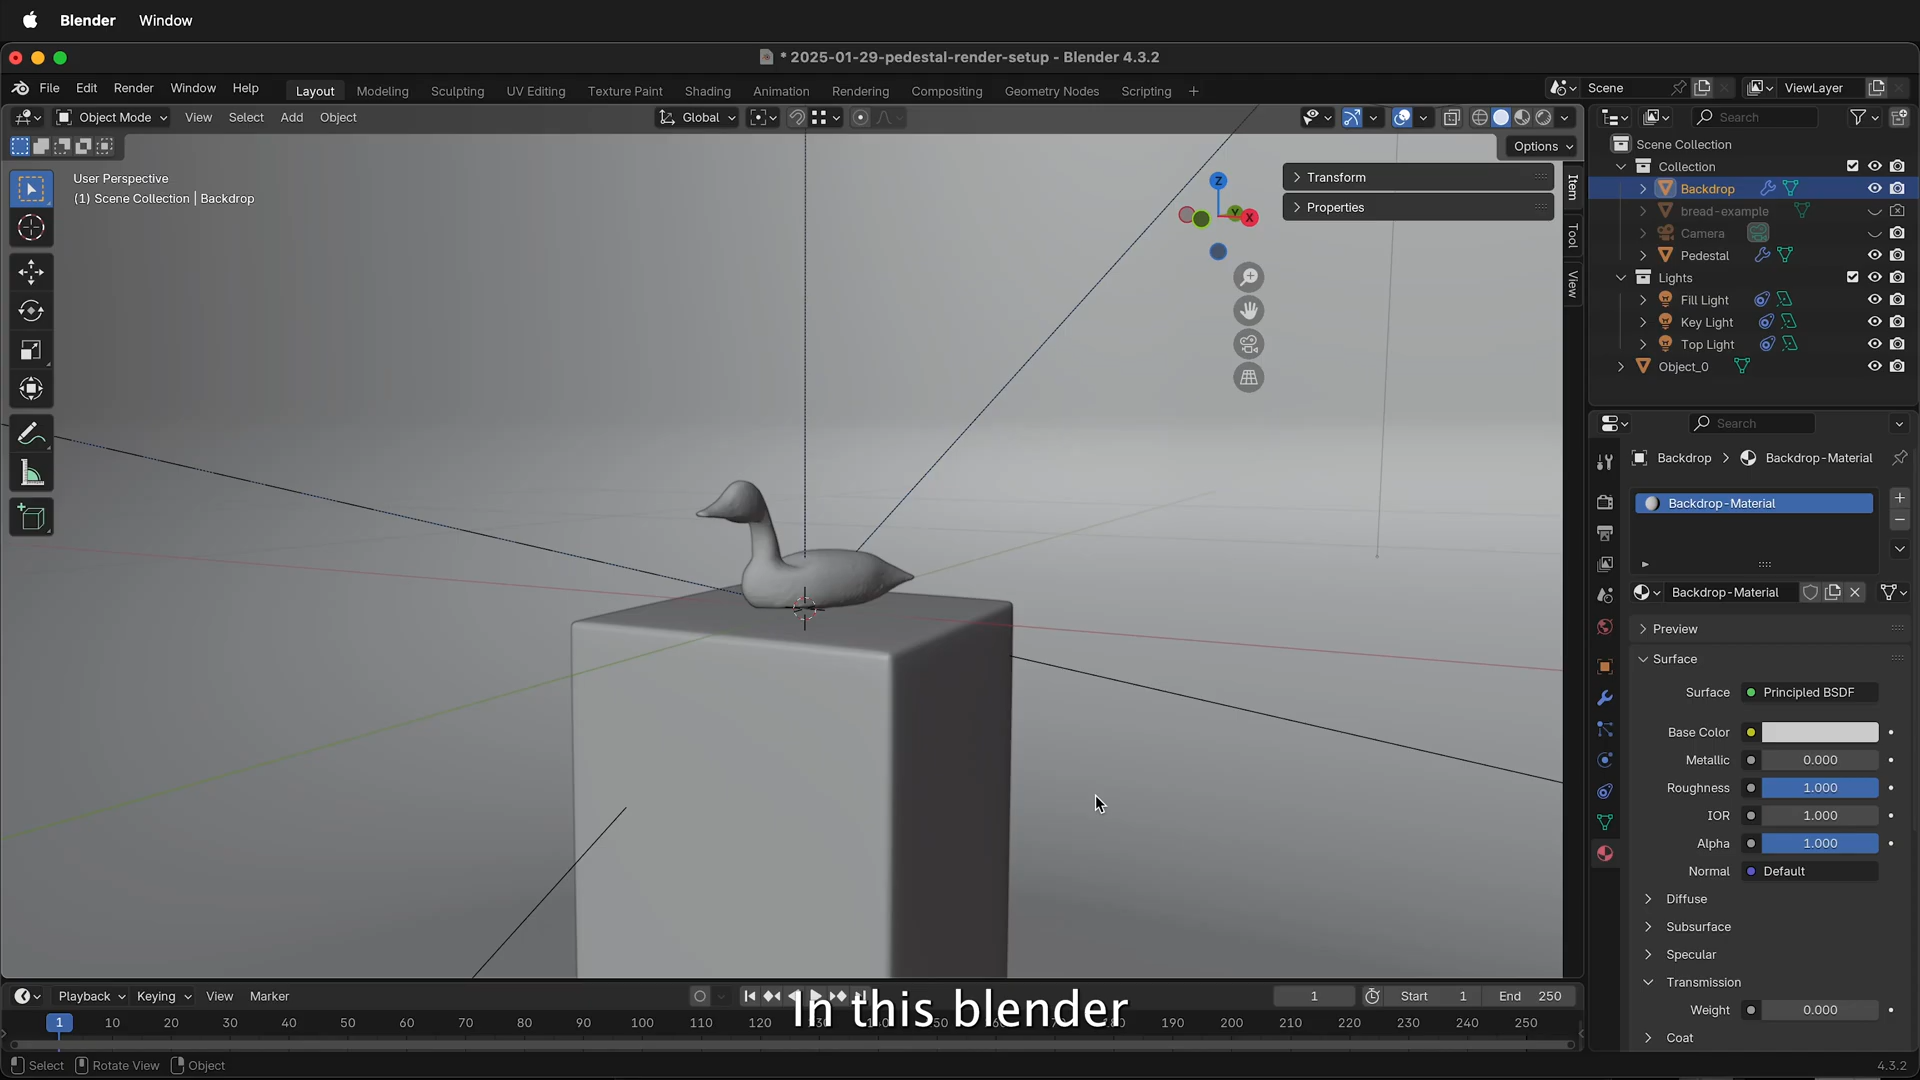 Blender Window
* 2025-01-29-pedestal-render-setup - Blender 4.3.2
File Edit Render Window Help Layout Modeling Sculpting UV Editing Texture Paint Shading Animation Rendering Compositing Geometry Nodes Scripting + Scene ViewLayer
Object Mode View Select Add Object Global Search
Options
User Perspective
(1) Scene Collection | Backdrop
Z
Y
X
Transform
Properties
Item
Tool
View
Scene Collection
Collection
Backdrop
bread-example
Camera
Pedestal
Lights
Fill Light
Key Light
Top Light
Object_0
Search
Backdrop > Backdrop-Material
Backdrop-Material
Backdrop-Material
Preview
Surface
Surface Principled BSDF
Base Color
Metallic 0.000
Roughness 1.000
IOR 1.000
Alpha 1.000
Normal Default
Diffuse
Subsurface
Specular
Transmission
Weight 0.000
Coat
Playback Keying View Marker 1 Start 1 End 250
In this blender
1 10 20 30 40 50 60 70 80 90 100 110 120 190 200 210 220 230 240 250
Select Rotate View Object 4.3.2